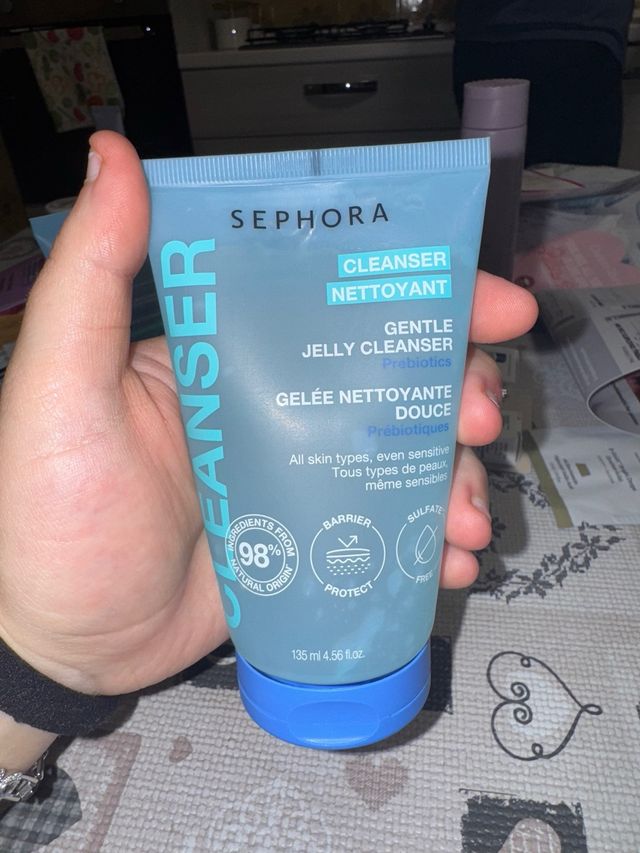 SEPHORA
CLEANSER
CLEANSER
NETTOYANT
GENTLE
JELLY CLEANSER
Prebiotics
GELÉE NETTOYANTE
DOUCE
Prébiotiques
All skin types, even sensitive
Tous types de peaux,
même sensibles
INGREDIENTS FROM
98%
NATURAL ORIGIN*
BARRIER
PROTECT
SULFATE
FREE
135 ml 4.56 fl.oz.